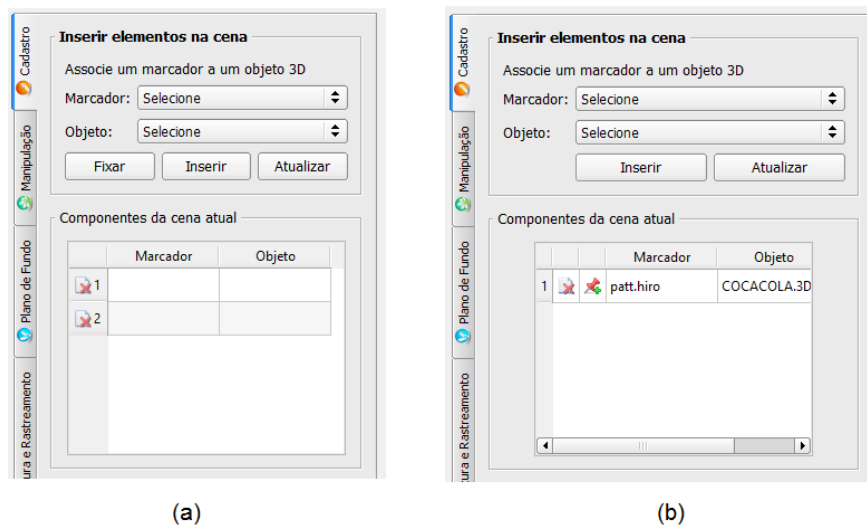 Cadastro
Manipulação
Plano de Fundo
ura e Rastreamento
Inserir elementos na cena
Associe um marcador a um objeto 3D
Marcador: Selecione
Objeto: Selecione
Fixar Inserir Atualizar
Componentes da cena atual
Marcador Objeto
1
2
(a)
Cadastro
Manipulação
Plano de Fundo
ura e Rastreamento
Inserir elementos na cena
Associe um marcador a um objeto 3D
Marcador: Selecione
Objeto: Selecione
Inserir Atualizar
Componentes da cena atual
Marcador Objeto
1 patt.hiro COCACOLA.3D
(b)